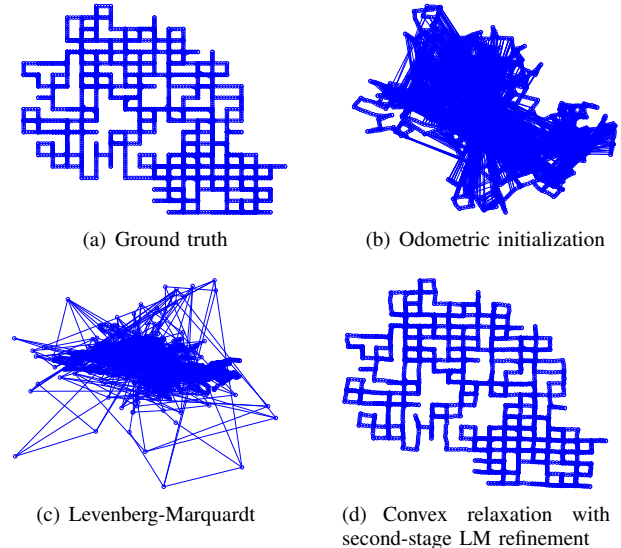 (a) Ground truth
(b) Odometric initialization
(c) Levenberg-Marquardt
(d) Convex relaxation with
second-stage LM refinement